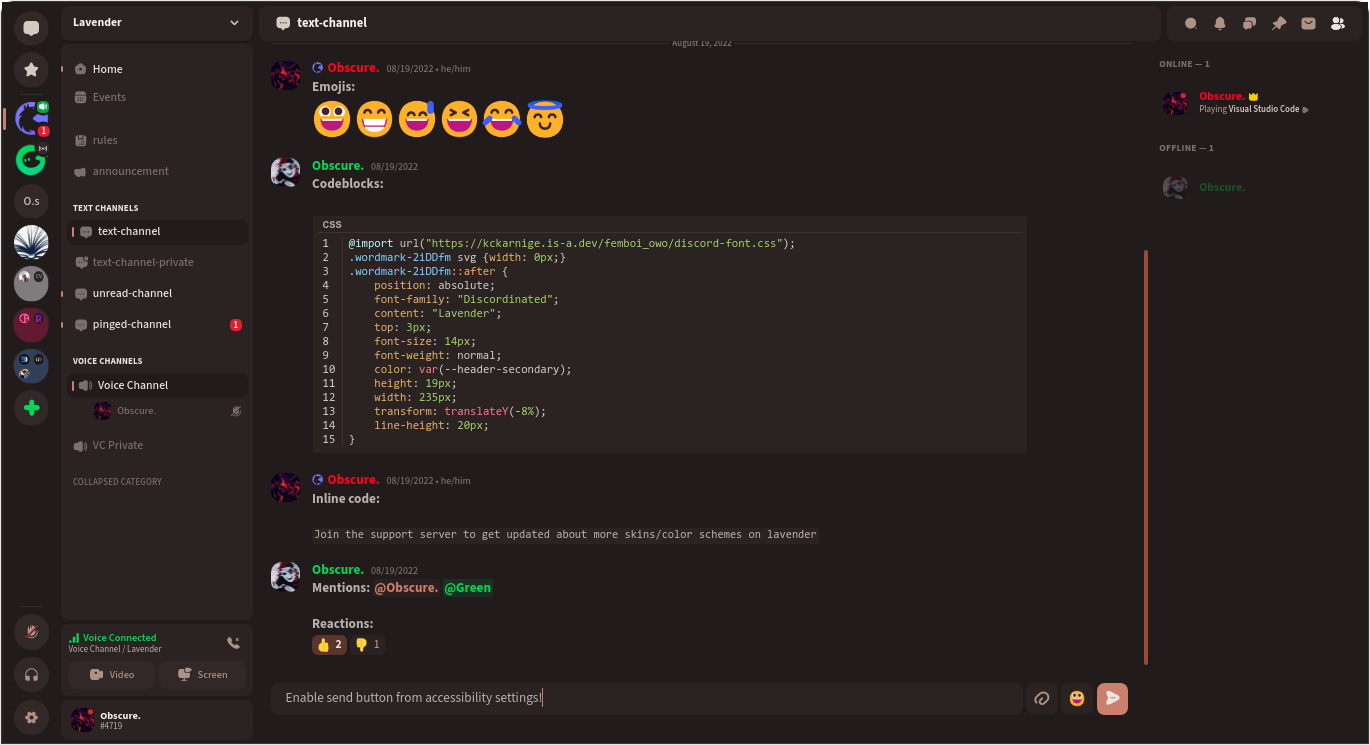 Lavender
text-channel
Home
Events
rules
announcement
TEXT CHANNELS
text-channel
text-channel-private
unread-channel
pinged-channel
1
VOICE CHANNELS
Voice Channel
Obscure.
VC Private
COLLAPSED CATEGORY
1
O.s
CV
Voice Connected
Voice Channel / Lavender
Video
Screen
Obscure.
#4719
August 19, 2022
Obscure. 08/19/2022 • he/him
Emojis:
Obscure. 08/19/2022
Codeblocks:
CSS
1 @import url("https://kckarnige.is-a.dev/femboi_owo/discord-font.css");
2 .wordmark-2iDDfm svg {width: 0px;}
3 .wordmark-2iDDfm::after {
4 position: absolute;
5 font-family: "Discordinated";
6 content: "Lavender";
7 top: 3px;
8 font-size: 14px;
9 font-weight: normal;
10 color: var(--header-secondary);
11 height: 19px;
12 width: 235px;
13 transform: translateY(-8%);
14 line-height: 20px;
15 }
Obscure. 08/19/2022 • he/him
Inline code:
Join the support server to get updated about more skins/color schemes on lavender
Obscure. 08/19/2022
Mentions: @Obscure. @Green
Reactions:
2 1
Enable send button from accessibility settings!
ONLINE — 1
Obscure.
Playing Visual Studio Code
OFFLINE — 1
Obscure.